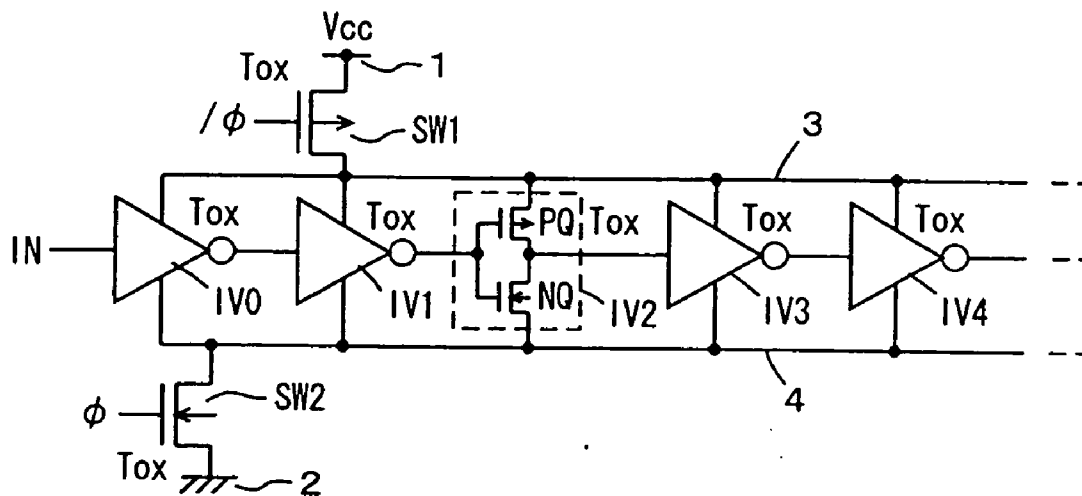 Vcc
1
Tox
/φ
SW1
3
IN
Tox
IV0
Tox
IV1
PQ
NQ
Tox
IV2
Tox
IV3
Tox
IV4
φ
SW2
4
Tox
2